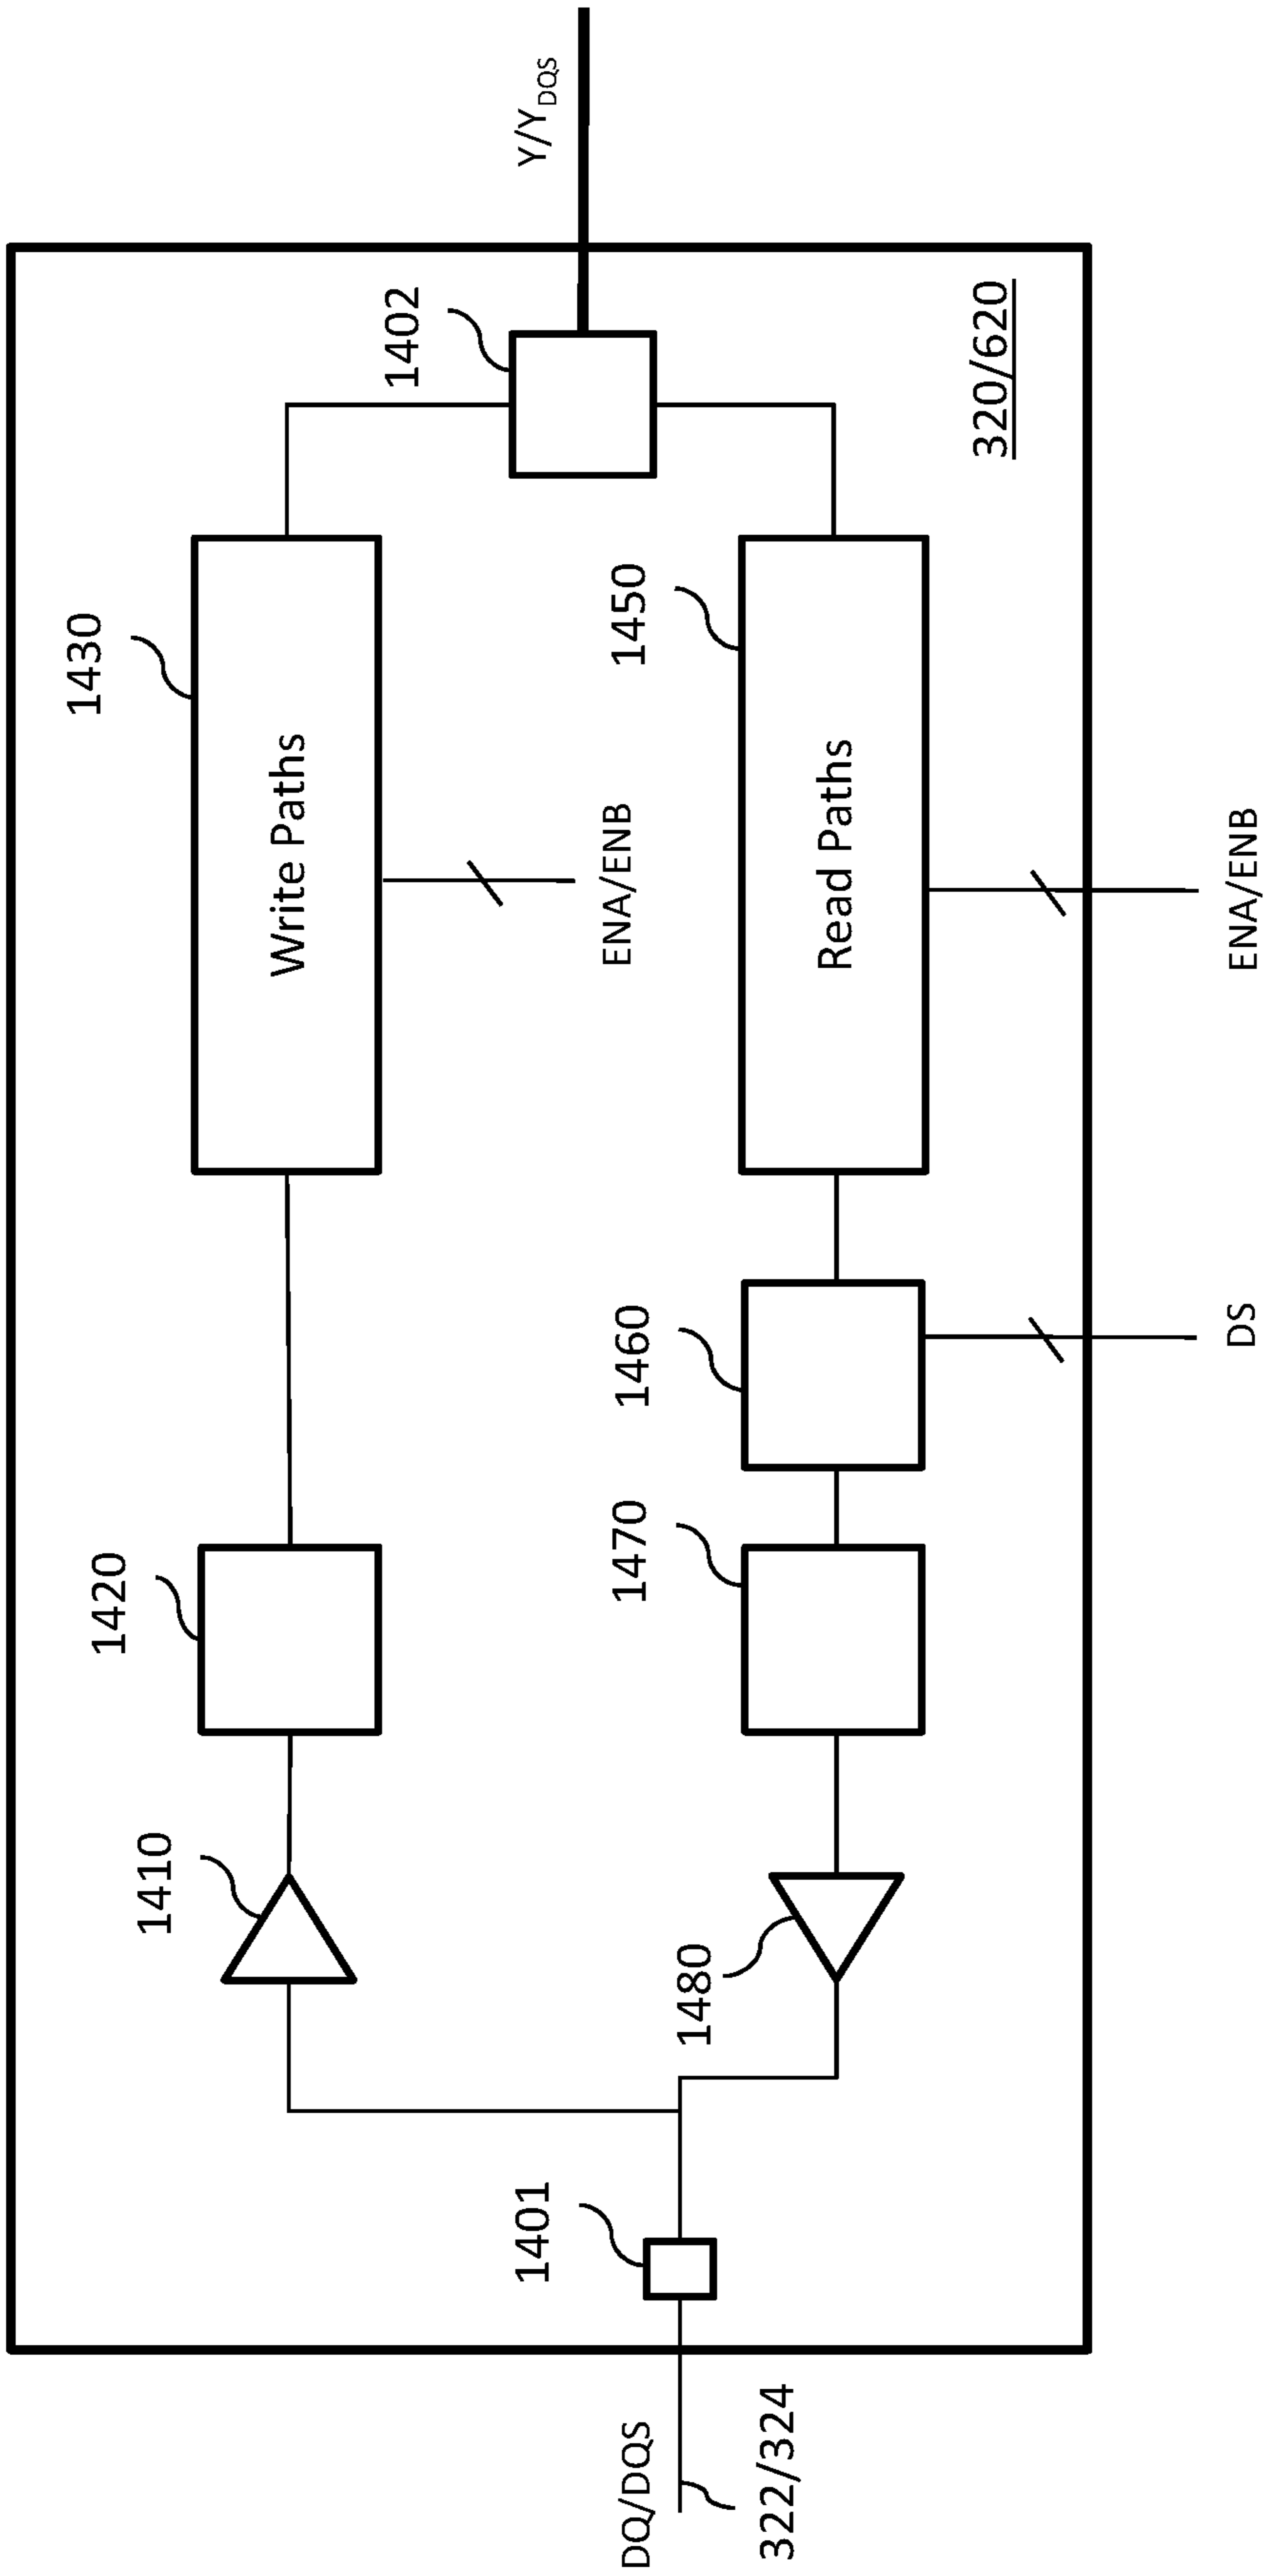 1430
Write Paths
ENA/ENB
1420
1410
1402
Y/YDQS
1401
DQ/DQS
322/324
1450
Read Paths
ENA/ENB
1460
DS
1470
1480
320/620